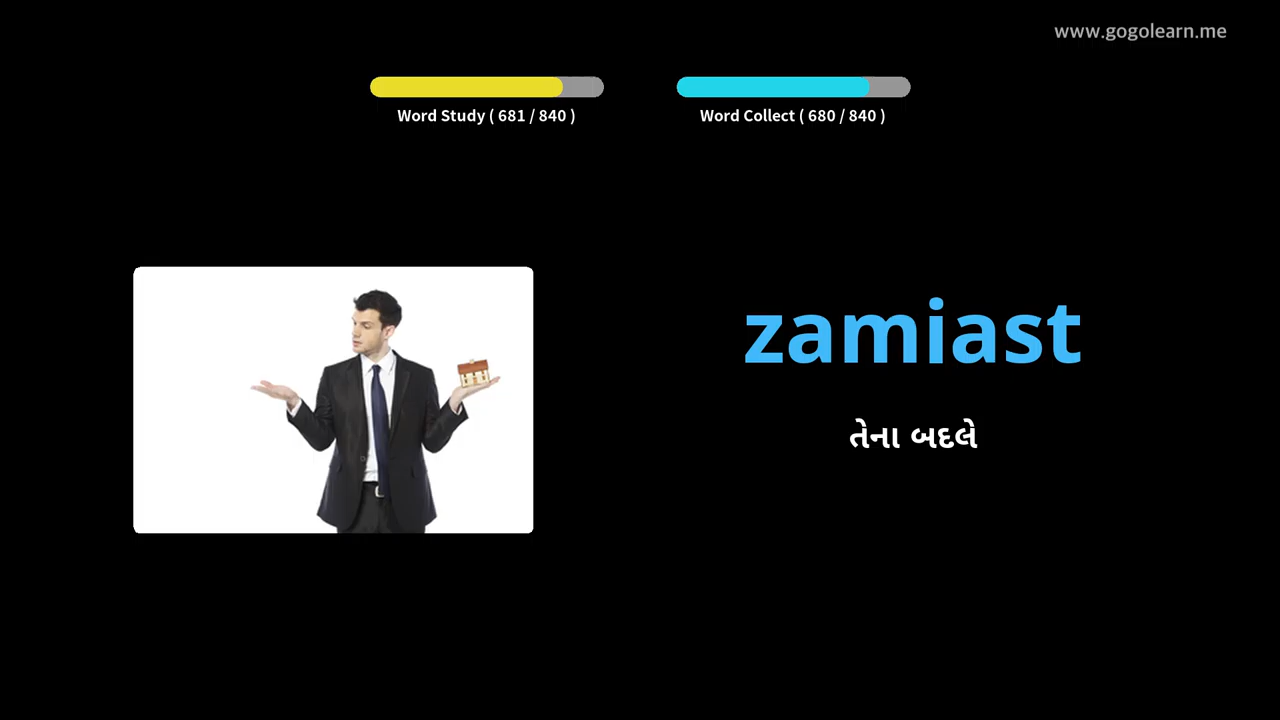 www.gogolearn.me
Word Study ( 681 / 840 )
Word Collect ( 680 / 840 )
zamiast
તેના બદલે